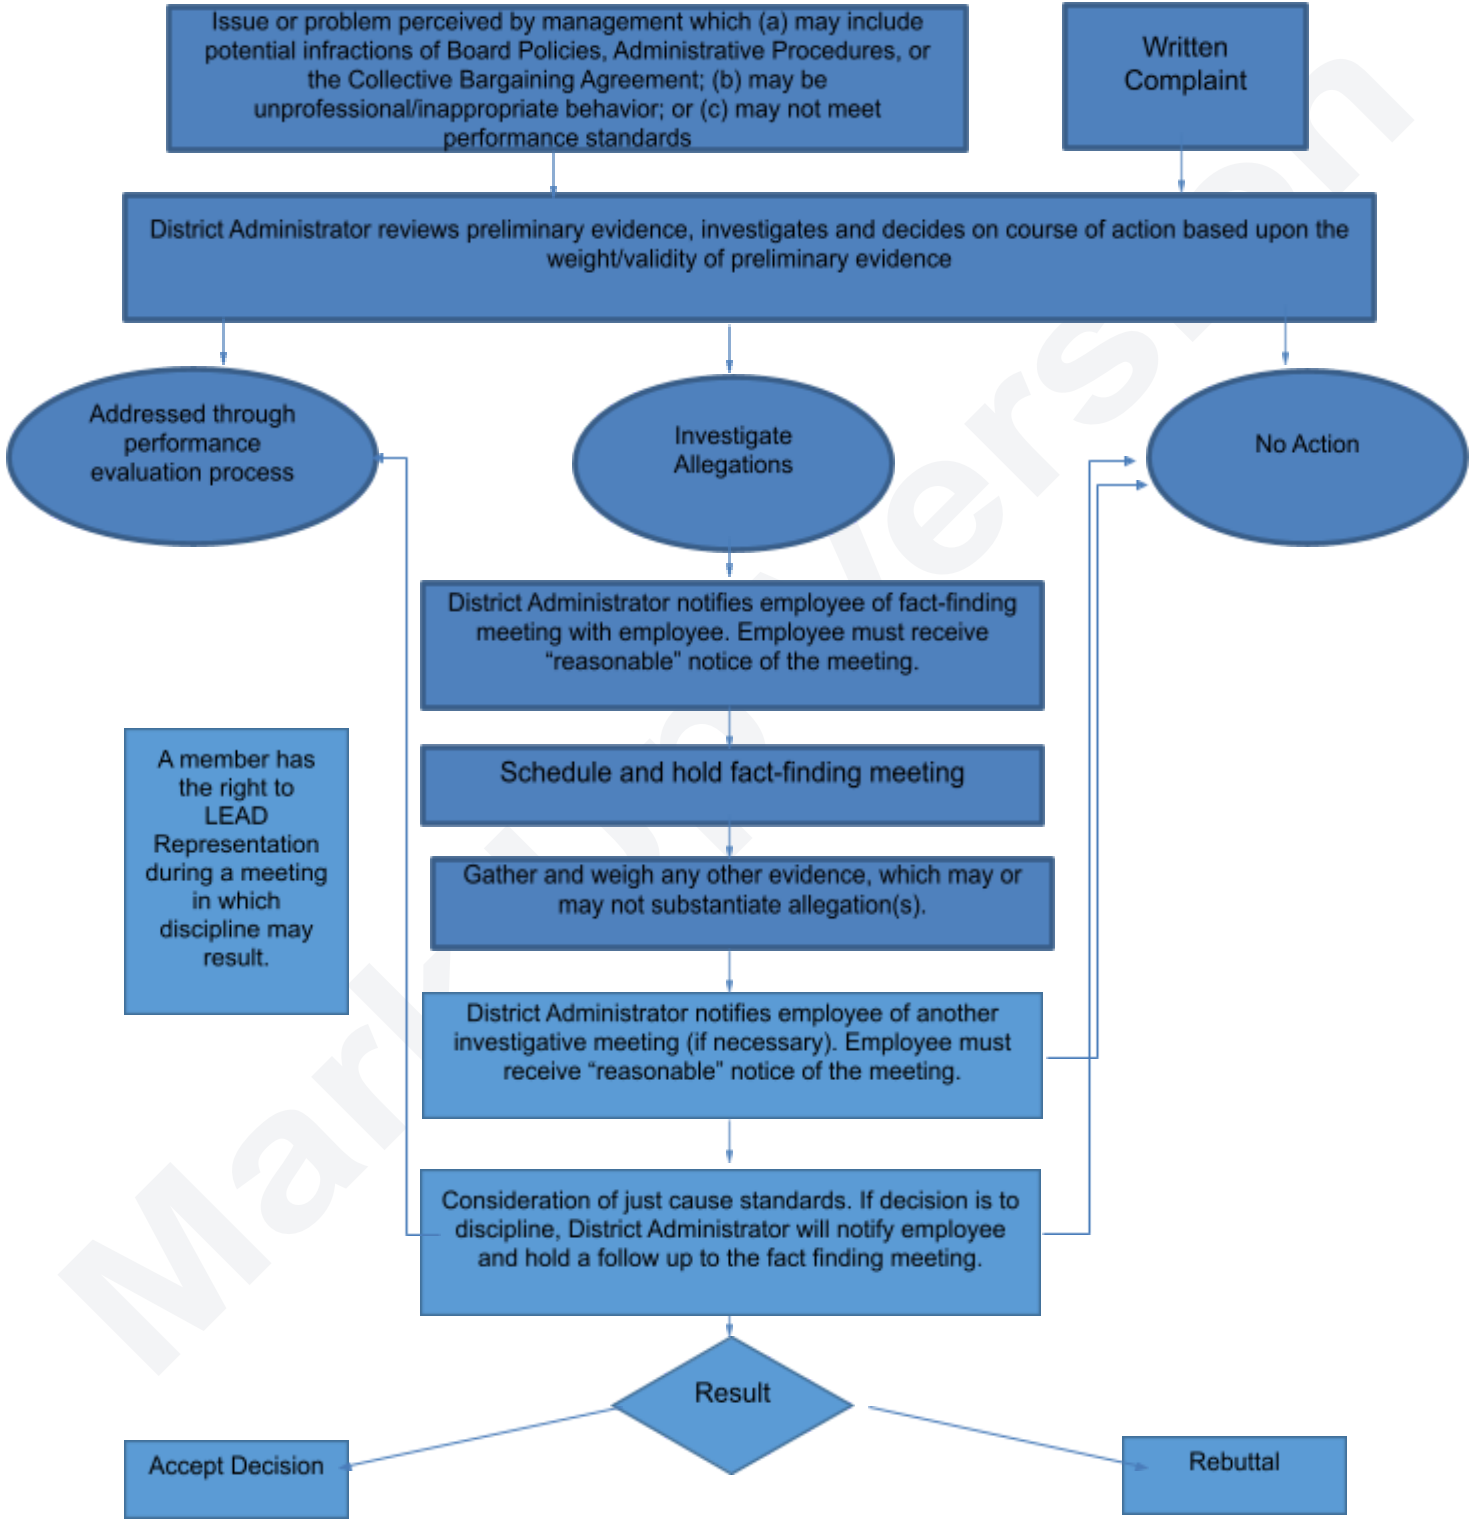 Issue or problem perceived by management which (a) may include
potential infractions of Board Policies, Administrative Procedures, or
the Collective Bargaining Agreement; (b) may be
unprofessional/inappropriate behavior; or (c) may not meet
performance standards
Written
Complaint
District Administrator reviews preliminary evidence, investigates and decides on course of action based upon the
weight/validity of preliminary evidence
Addressed through
performance
evaluation process
Investigate
Allegations
No Action
District Administrator notifies employee of fact-finding
meeting with employee. Employee must receive
“reasonable” notice of the meeting.
A member has
the right to
LEAD
Representation
during a meeting
in which
discipline may
result.
Schedule and hold fact-finding meeting
Gather and weigh any other evidence, which may or
may not substantiate allegation(s).
District Administrator notifies employee of another
investigative meeting (if necessary). Employee must
receive “reasonable” notice of the meeting.
Consideration of just cause standards. If decision is to
discipline, District Administrator will notify employee
and hold a follow up to the fact finding meeting.
Result
Accept Decision
Rebuttal